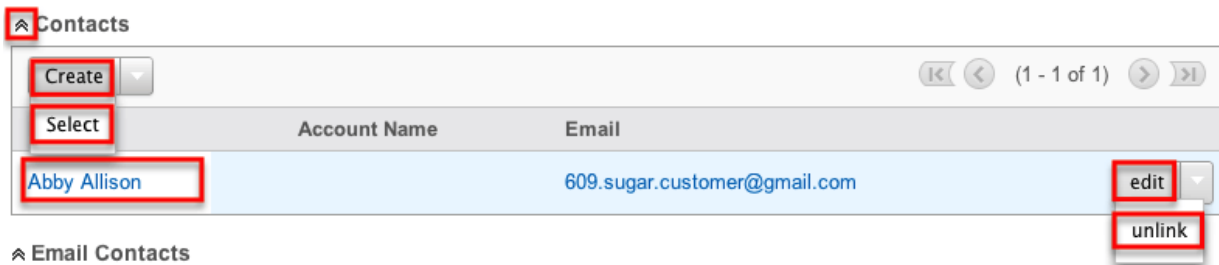 Contacts
Create
(1 - 1 of 1)
Select
Account Name
Email
Abby Allison
609.sugar.customer@gmail.com
edit
unlink
Email Contacts